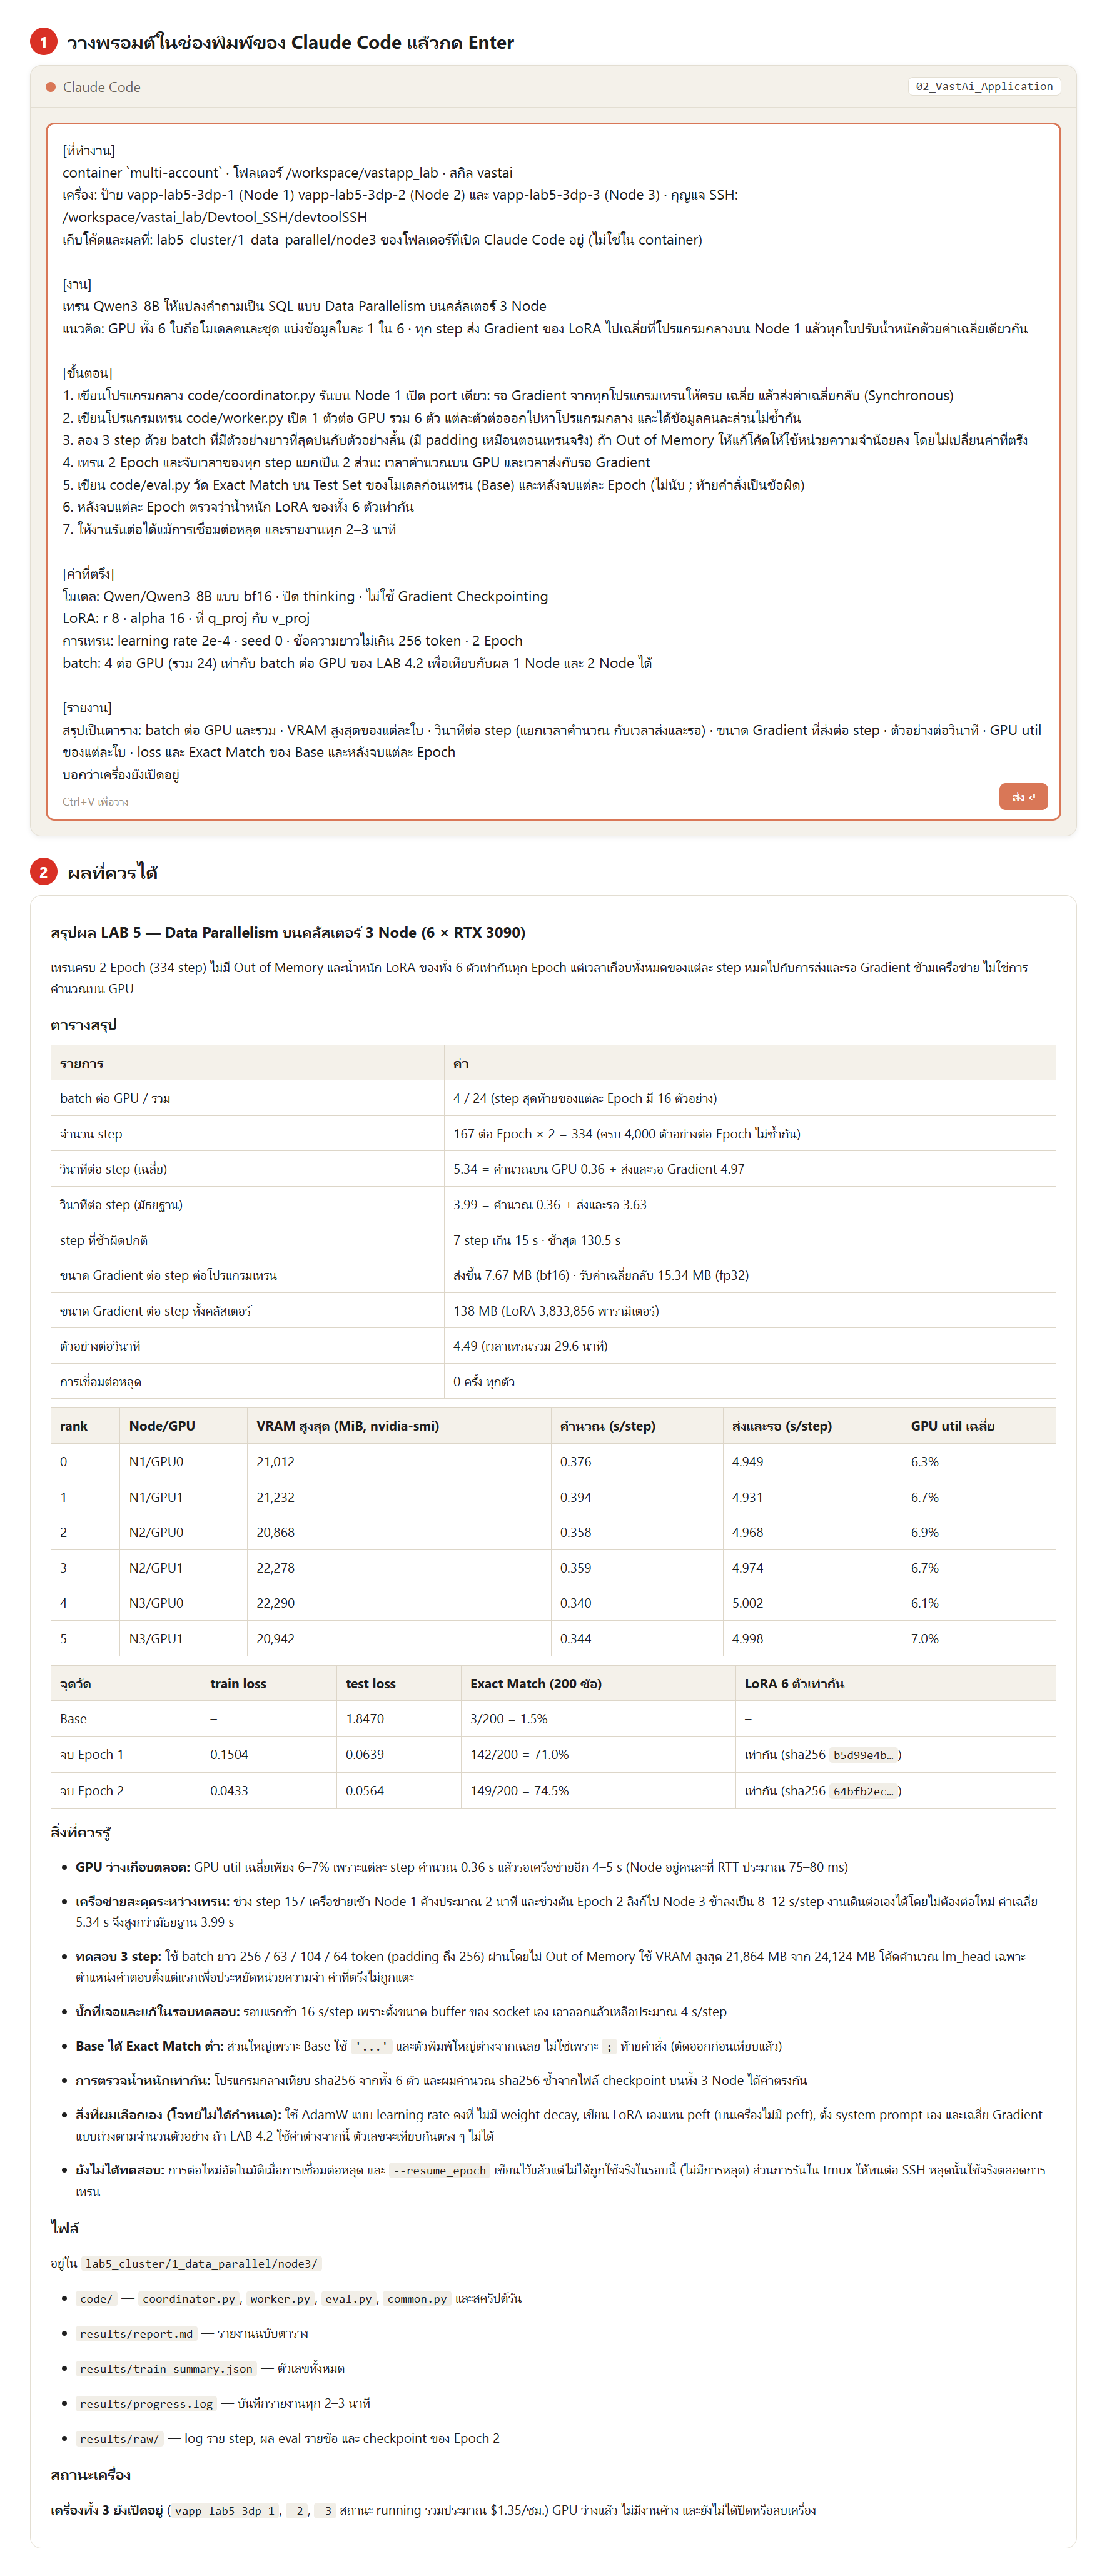 1 วางพรอมต์ในช่องพิมพ์ของ Claude Code แล้วกด Enter
Claude Code
02_VastAi_Application
[ที่ทำงาน]
container `multi-account` · โฟลเดอร์ /workspace/vastapp_lab · สกิล vastai
เครื่อง: ป้าย vapp-lab5-3dp-1 (Node 1) vapp-lab5-3dp-2 (Node 2) และ vapp-lab5-3dp-3 (Node 3) · กุญแจ SSH:
/workspace/vastai_lab/Devtool_SSH/devtoolSSH
เก็บโค้ดและผลที่: lab5_cluster/1_data_parallel/node3 ของโฟลเดอร์ที่เปิด Claude Code อยู่ (ไม่ใช่ใน container)
[งาน]
เทรน Qwen3-8B ให้แปลงคำถามเป็น SQL แบบ Data Parallelism บนคลัสเตอร์ 3 Node
แนวคิด: GPU ทั้ง 6 ใบถือโมเดลคนละชุด แบ่งข้อมูลใบละ 1 ใน 6 · ทุก step ส่ง Gradient ของ LoRA ไปเฉลี่ยที่โปรแกรมกลางบน Node 1 แล้วทุกใบปรับน้ำหนักด้วยค่าเฉลี่ยเดียวกัน
[ขั้นตอน]
1. เขียนโปรแกรมกลาง code/coordinator.py รันบน Node 1 เปิด port เดียว: รอ Gradient จากทุกโปรแกรมเทรนให้ครบ เฉลี่ย แล้วส่งค่าเฉลี่ยกลับ (Synchronous)
2. เขียนโปรแกรมเทรน code/worker.py เปิด 1 ตัวต่อ GPU รวม 6 ตัว แต่ละตัวต่อออกไปหาโปรแกรมกลาง และได้ข้อมูลคนละส่วนไม่ซ้ำกัน
3. ลอง 3 step ด้วย batch ที่มีตัวอย่างยาวที่สุดปนกับตัวอย่างสั้น (มี padding เหมือนตอนเทรนจริง) ถ้า Out of Memory ให้แก้โค้ดให้ใช้หน่วยความจำน้อยลง โดยไม่เปลี่ยนค่าที่ตรึง
4. เทรน 2 Epoch และจับเวลาของทุก step แยกเป็น 2 ส่วน: เวลาคำนวณบน GPU และเวลาส่งกับรอ Gradient
5. เขียน code/eval.py วัด Exact Match บน Test Set ของโมเดลก่อนเทรน (Base) และหลังจบแต่ละ Epoch (ไม่นับ ; ท้ายคำสั่งเป็นข้อผิด)
6. หลังจบแต่ละ Epoch ตรวจว่าน้ำหนัก LoRA ของทั้ง 6 ตัวเท่ากัน
7. ให้งานรันต่อได้แม้การเชื่อมต่อหลุด และรายงานทุก 2–3 นาที
[ค่าที่ตรึง]
โมเดล: Qwen/Qwen3-8B แบบ bf16 · ปิด thinking · ไม่ใช้ Gradient Checkpointing
LoRA: r 8 · alpha 16 · ที่ q_proj กับ v_proj
การเทรน: learning rate 2e-4 · seed 0 · ข้อความยาวไม่เกิน 256 token · 2 Epoch
batch: 4 ต่อ GPU (รวม 24) เท่ากับ batch ต่อ GPU ของ LAB 4.2 เพื่อเทียบกับผล 1 Node และ 2 Node ได้
[รายงาน]
สรุปเป็นตาราง: batch ต่อ GPU และรวม · VRAM สูงสุดของแต่ละใบ · วินาทีต่อ step (แยกเวลาคำนวณ กับเวลาส่งและรอ) · ขนาด Gradient ที่ส่งต่อ step · ตัวอย่างต่อวินาที · GPU util
ของแต่ละใบ · loss และ Exact Match ของ Base และหลังจบแต่ละ Epoch
บอกว่าเครื่องยังเปิดอยู่
Ctrl+V เพื่อวาง
ส่ง ↵
2 ผลที่ควรได้
สรุปผล LAB 5 — Data Parallelism บนคลัสเตอร์ 3 Node (6 × RTX 3090)
เทรนครบ 2 Epoch (334 step) ไม่มี Out of Memory และน้ำหนัก LoRA ของทั้ง 6 ตัวเท่ากันทุก Epoch แต่เวลาเกือบทั้งหมดของแต่ละ step หมดไปกับการส่งและรอ Gradient ข้ามเครือข่าย ไม่ใช่การ
คำนวณบน GPU
ตารางสรุป
รายการ ค่า
batch ต่อ GPU / รวม 4 / 24 (step สุดท้ายของแต่ละ Epoch มี 16 ตัวอย่าง)
จำนวน step 167 ต่อ Epoch × 2 = 334 (ครบ 4,000 ตัวอย่างต่อ Epoch ไม่ซ้ำกัน)
วินาทีต่อ step (เฉลี่ย) 5.34 = คำนวณบน GPU 0.36 + ส่งและรอ Gradient 4.97
วินาทีต่อ step (มัธยฐาน) 3.99 = คำนวณ 0.36 + ส่งและรอ 3.63
step ที่ช้าผิดปกติ 7 step เกิน 15 s · ช้าสุด 130.5 s
ขนาด Gradient ต่อ step ต่อโปรแกรมเทรน ส่งขึ้น 7.67 MB (bf16) · รับค่าเฉลี่ยกลับ 15.34 MB (fp32)
ขนาด Gradient ต่อ step ทั้งคลัสเตอร์ 138 MB (LoRA 3,833,856 พารามิเตอร์)
ตัวอย่างต่อวินาที 4.49 (เวลาเทรนรวม 29.6 นาที)
การเชื่อมต่อหลุด 0 ครั้ง ทุกตัว
rank Node/GPU VRAM สูงสุด (MiB, nvidia-smi) คำนวณ (s/step) ส่งและรอ (s/step) GPU util เฉลี่ย
0 N1/GPU0 21,012 0.376 4.949 6.3%
1 N1/GPU1 21,232 0.394 4.931 6.7%
2 N2/GPU0 20,868 0.358 4.968 6.9%
3 N2/GPU1 22,278 0.359 4.974 6.7%
4 N3/GPU0 22,290 0.340 5.002 6.1%
5 N3/GPU1 20,942 0.344 4.998 7.0%
จุดวัด train loss test loss Exact Match (200 ข้อ) LoRA 6 ตัวเท่ากัน
Base – 1.8470 3/200 = 1.5% –
จบ Epoch 1 0.1504 0.0639 142/200 = 71.0% เท่ากัน (sha256 b5d99e4b… )
จบ Epoch 2 0.0433 0.0564 149/200 = 74.5% เท่ากัน (sha256 64bfb2ec… )
สิ่งที่ควรรู้
• GPU ว่างเกือบตลอด: GPU util เฉลี่ยเพียง 6–7% เพราะแต่ละ step คำนวณ 0.36 s แล้วรอเครือข่ายอีก 4–5 s (Node อยู่คนละที่ RTT ประมาณ 75–80 ms)
• เครือข่ายสะดุดระหว่างเทรน: ช่วง step 157 เครือข่ายเข้า Node 1 ค้างประมาณ 2 นาที และช่วงต้น Epoch 2 ลิงก์ไป Node 3 ช้าลงเป็น 8–12 s/step งานเดินต่อเองได้โดยไม่ต้องต่อใหม่ ค่าเฉลี่ย
5.34 s จึงสูงกว่ามัธยฐาน 3.99 s
• ทดสอบ 3 step: ใช้ batch ยาว 256 / 63 / 104 / 64 token (padding ถึง 256) ผ่านโดยไม่ Out of Memory ใช้ VRAM สูงสุด 21,864 MB จาก 24,124 MB โค้ดคำนวณ lm_head เฉพาะ
ตำแหน่งคำตอบตั้งแต่แรกเพื่อประหยัดหน่วยความจำ ค่าที่ตรึงไม่ถูกแตะ
• บั๊กที่เจอและแก้ในรอบทดสอบ: รอบแรกช้า 16 s/step เพราะตั้งขนาด buffer ของ socket เอง เอาออกแล้วเหลือประมาณ 4 s/step
• Base ได้ Exact Match ต่ำ: ส่วนใหญ่เพราะ Base ใช้ '...' และตัวพิมพ์ใหญ่ต่างจากเฉลย ไม่ใช่เพราะ ; ท้ายคำสั่ง (ตัดออกก่อนเทียบแล้ว)
• การตรวจน้ำหนักเท่ากัน: โปรแกรมกลางเทียบ sha256 จากทั้ง 6 ตัว และผมคำนวณ sha256 ซ้ำจากไฟล์ checkpoint บนทั้ง 3 Node ได้ค่าตรงกัน
• สิ่งที่ผมเลือกเอง (โจทย์ไม่ได้กำหนด): ใช้ AdamW แบบ learning rate คงที่ ไม่มี weight decay, เขียน LoRA เองแทน peft (บนเครื่องไม่มี peft), ตั้ง system prompt เอง และเฉลี่ย Gradient
แบบถ่วงตามจำนวนตัวอย่าง ถ้า LAB 4.2 ใช้ค่าต่างจากนี้ ตัวเลขจะเทียบกันตรง ๆ ไม่ได้
• ยังไม่ได้ทดสอบ: การต่อใหม่อัตโนมัติเมื่อการเชื่อมต่อหลุด และ --resume_epoch เขียนไว้แล้วแต่ไม่ได้ถูกใช้จริงในรอบนี้ (ไม่มีการหลุด) ส่วนการรันใน tmux ให้ทนต่อ SSH หลุดนั้นใช้จริงตลอดการ
เทรน
ไฟล์
อยู่ใน lab5_cluster/1_data_parallel/node3/
• code/ — coordinator.py, worker.py, eval.py, common.py และสคริปต์รัน
• results/report.md — รายงานฉบับตาราง
• results/train_summary.json — ตัวเลขทั้งหมด
• results/progress.log — บันทึกรายงานทุก 2–3 นาที
• results/raw/ — log ราย step, ผล eval รายข้อ และ checkpoint ของ Epoch 2
สถานะเครื่อง
เครื่องทั้ง 3 ยังเปิดอยู่ ( vapp-lab5-3dp-1, -2, -3 สถานะ running รวมประมาณ $1.35/ชม.) GPU ว่างแล้ว ไม่มีงานค้าง และยังไม่ได้ปิดหรือลบเครื่อง